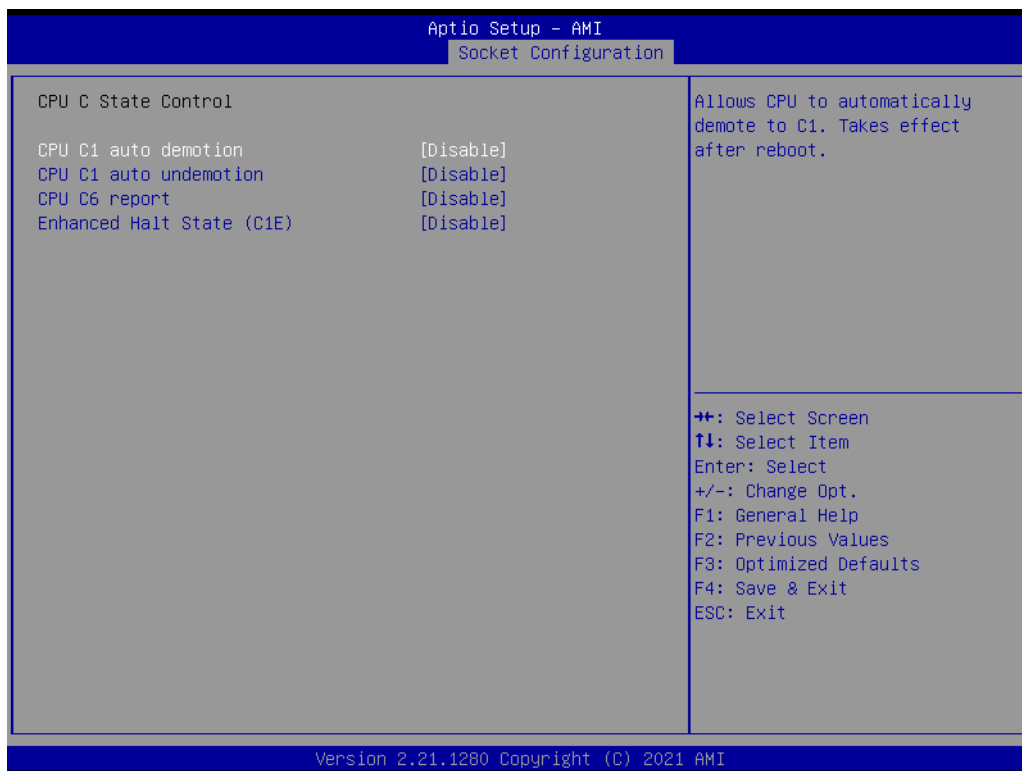 Aptio Setup – AMI
Socket Configuration
CPU C State Control
CPU C1 auto demotion [Disable]
CPU C1 auto undemotion [Disable]
CPU C6 report [Disable]
Enhanced Halt State (C1E) [Disable]
Allows CPU to automatically
demote to C1. Takes effect
after reboot.
→←: Select Screen
↑↓: Select Item
Enter: Select
+/-: Change Opt.
F1: General Help
F2: Previous Values
F3: Optimized Defaults
F4: Save & Exit
ESC: Exit
Version 2.21.1280 Copyright (C) 2021 AMI